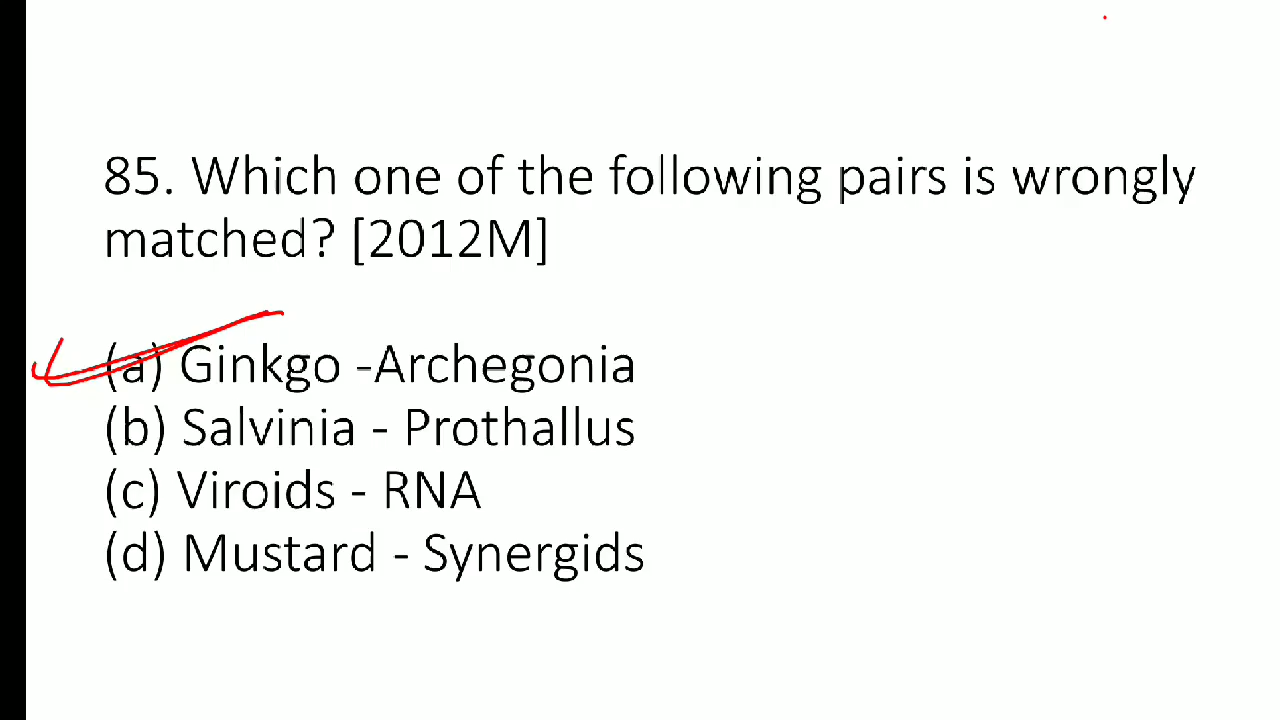 85. Which one of the following pairs is wrongly
matched? [2012M]
(a) Ginkgo -Archegonia
(b) Salvinia - Prothallus
(c) Viroids - RNA
(d) Mustard - Synergids